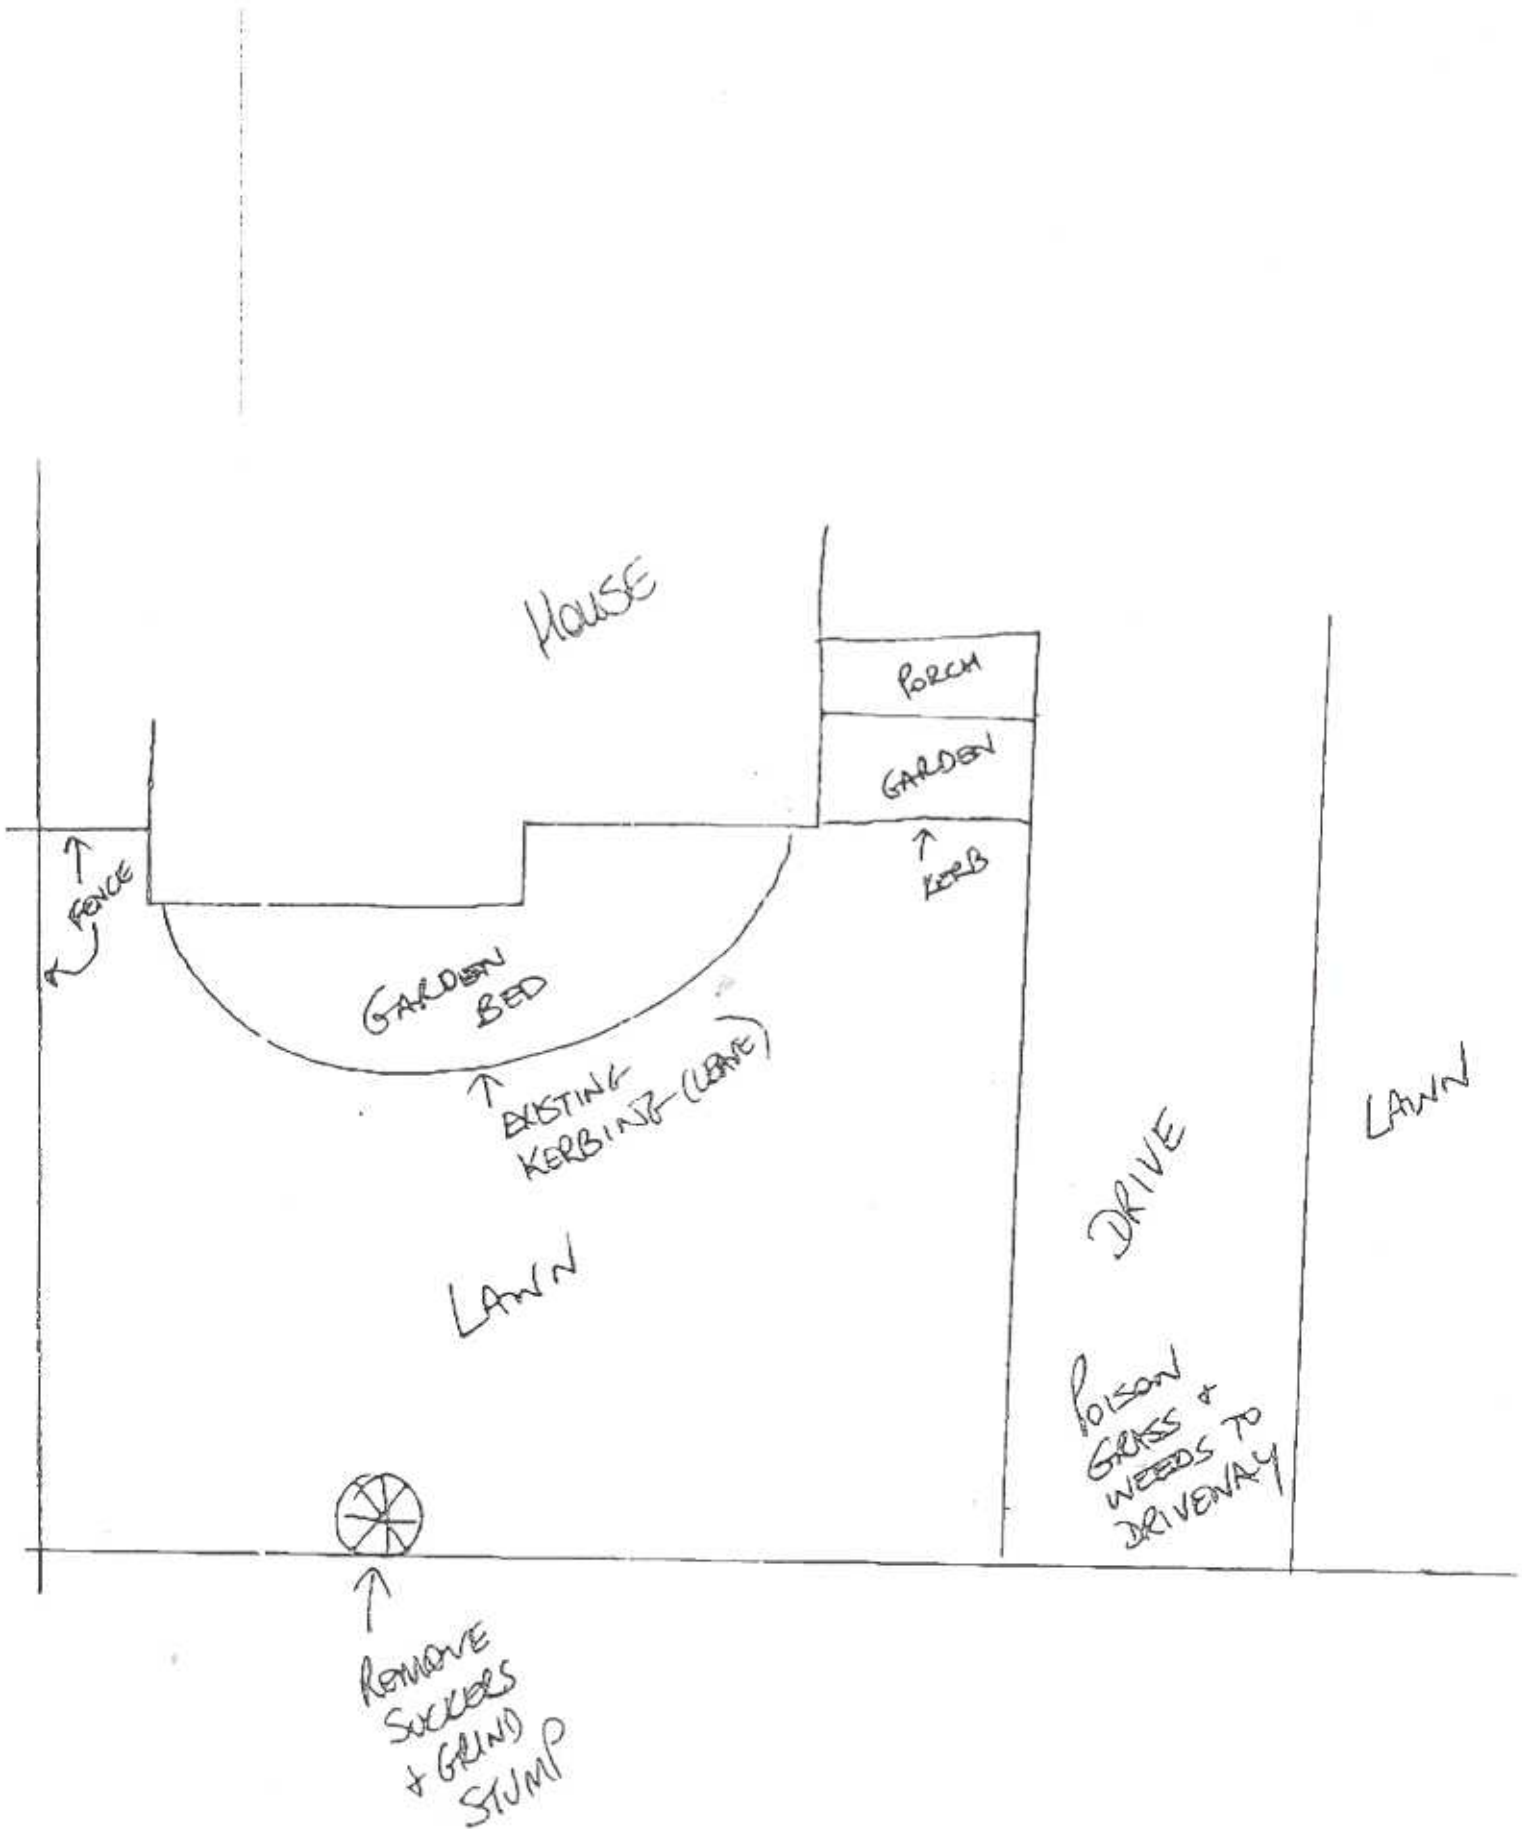 HOUSE
PORCH
GARDEN
KERB
FENCE
GARDEN
BED
EXISTING
KERBING (LEAVE)
LAWN
LAWN
DRIVE
POISON
GRASS &
WEEDS TO
DRIVEWAY
REMOVE
SUCKERS
& GRIND
STUMP